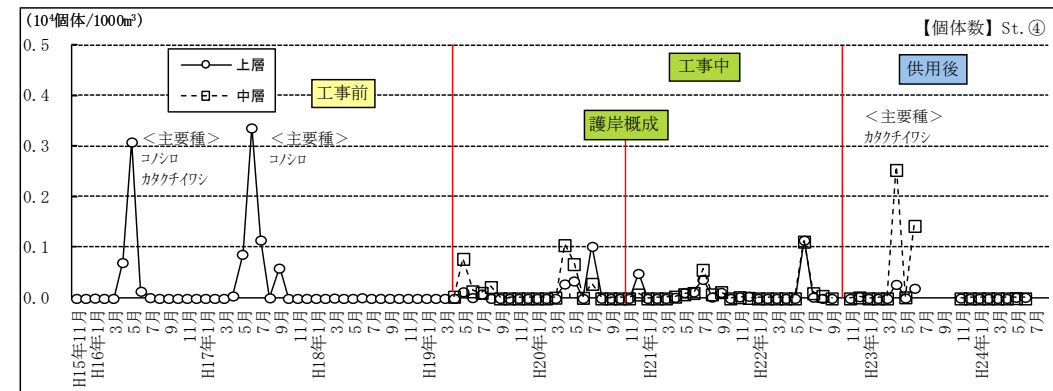 (10⁴個体/1000m³)
【個体数】 St.④
0.5
0.4
0.3
0.2
0.1
0.0
上層
中層
工事前
工事中
供用後
護岸概成
＜主要種＞
コノシロ
カタクチイワシ
＜主要種＞
コノシロ
＜主要種＞
カタクチイワシ
H15年11月
H16年1月
3月
5月
7月
9月
11月
H17年1月
3月
5月
7月
9月
11月
H18年1月
3月
5月
7月
9月
11月
H19年1月
3月
5月
7月
9月
11月
H20年1月
3月
5月
7月
9月
11月
H21年1月
3月
5月
7月
9月
11月
H22年1月
3月
5月
7月
9月
11月
H23年1月
3月
5月
7月
9月
11月
H24年1月
3月
5月
7月